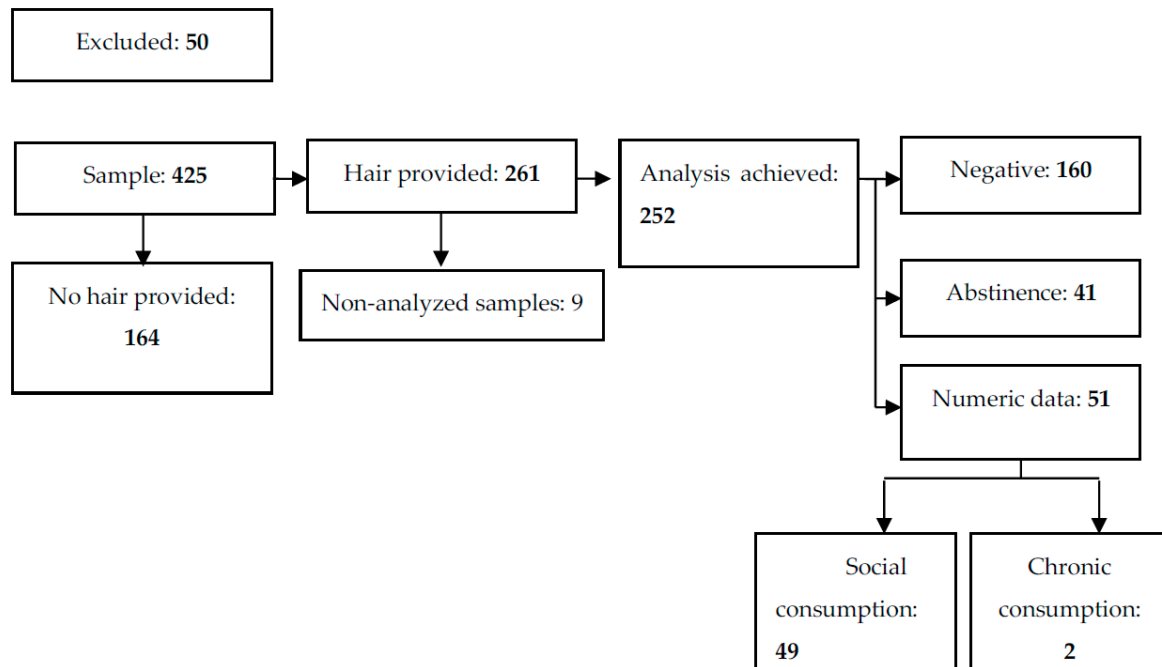 Excluded: 50
Sample: 425
Hair provided: 261
Analysis achieved:
252
Negative: 160
No hair provided:
164
Non-analyzed samples: 9
Abstinence: 41
Numeric data: 51
Social
consumption:
49
Chronic
consumption:
2